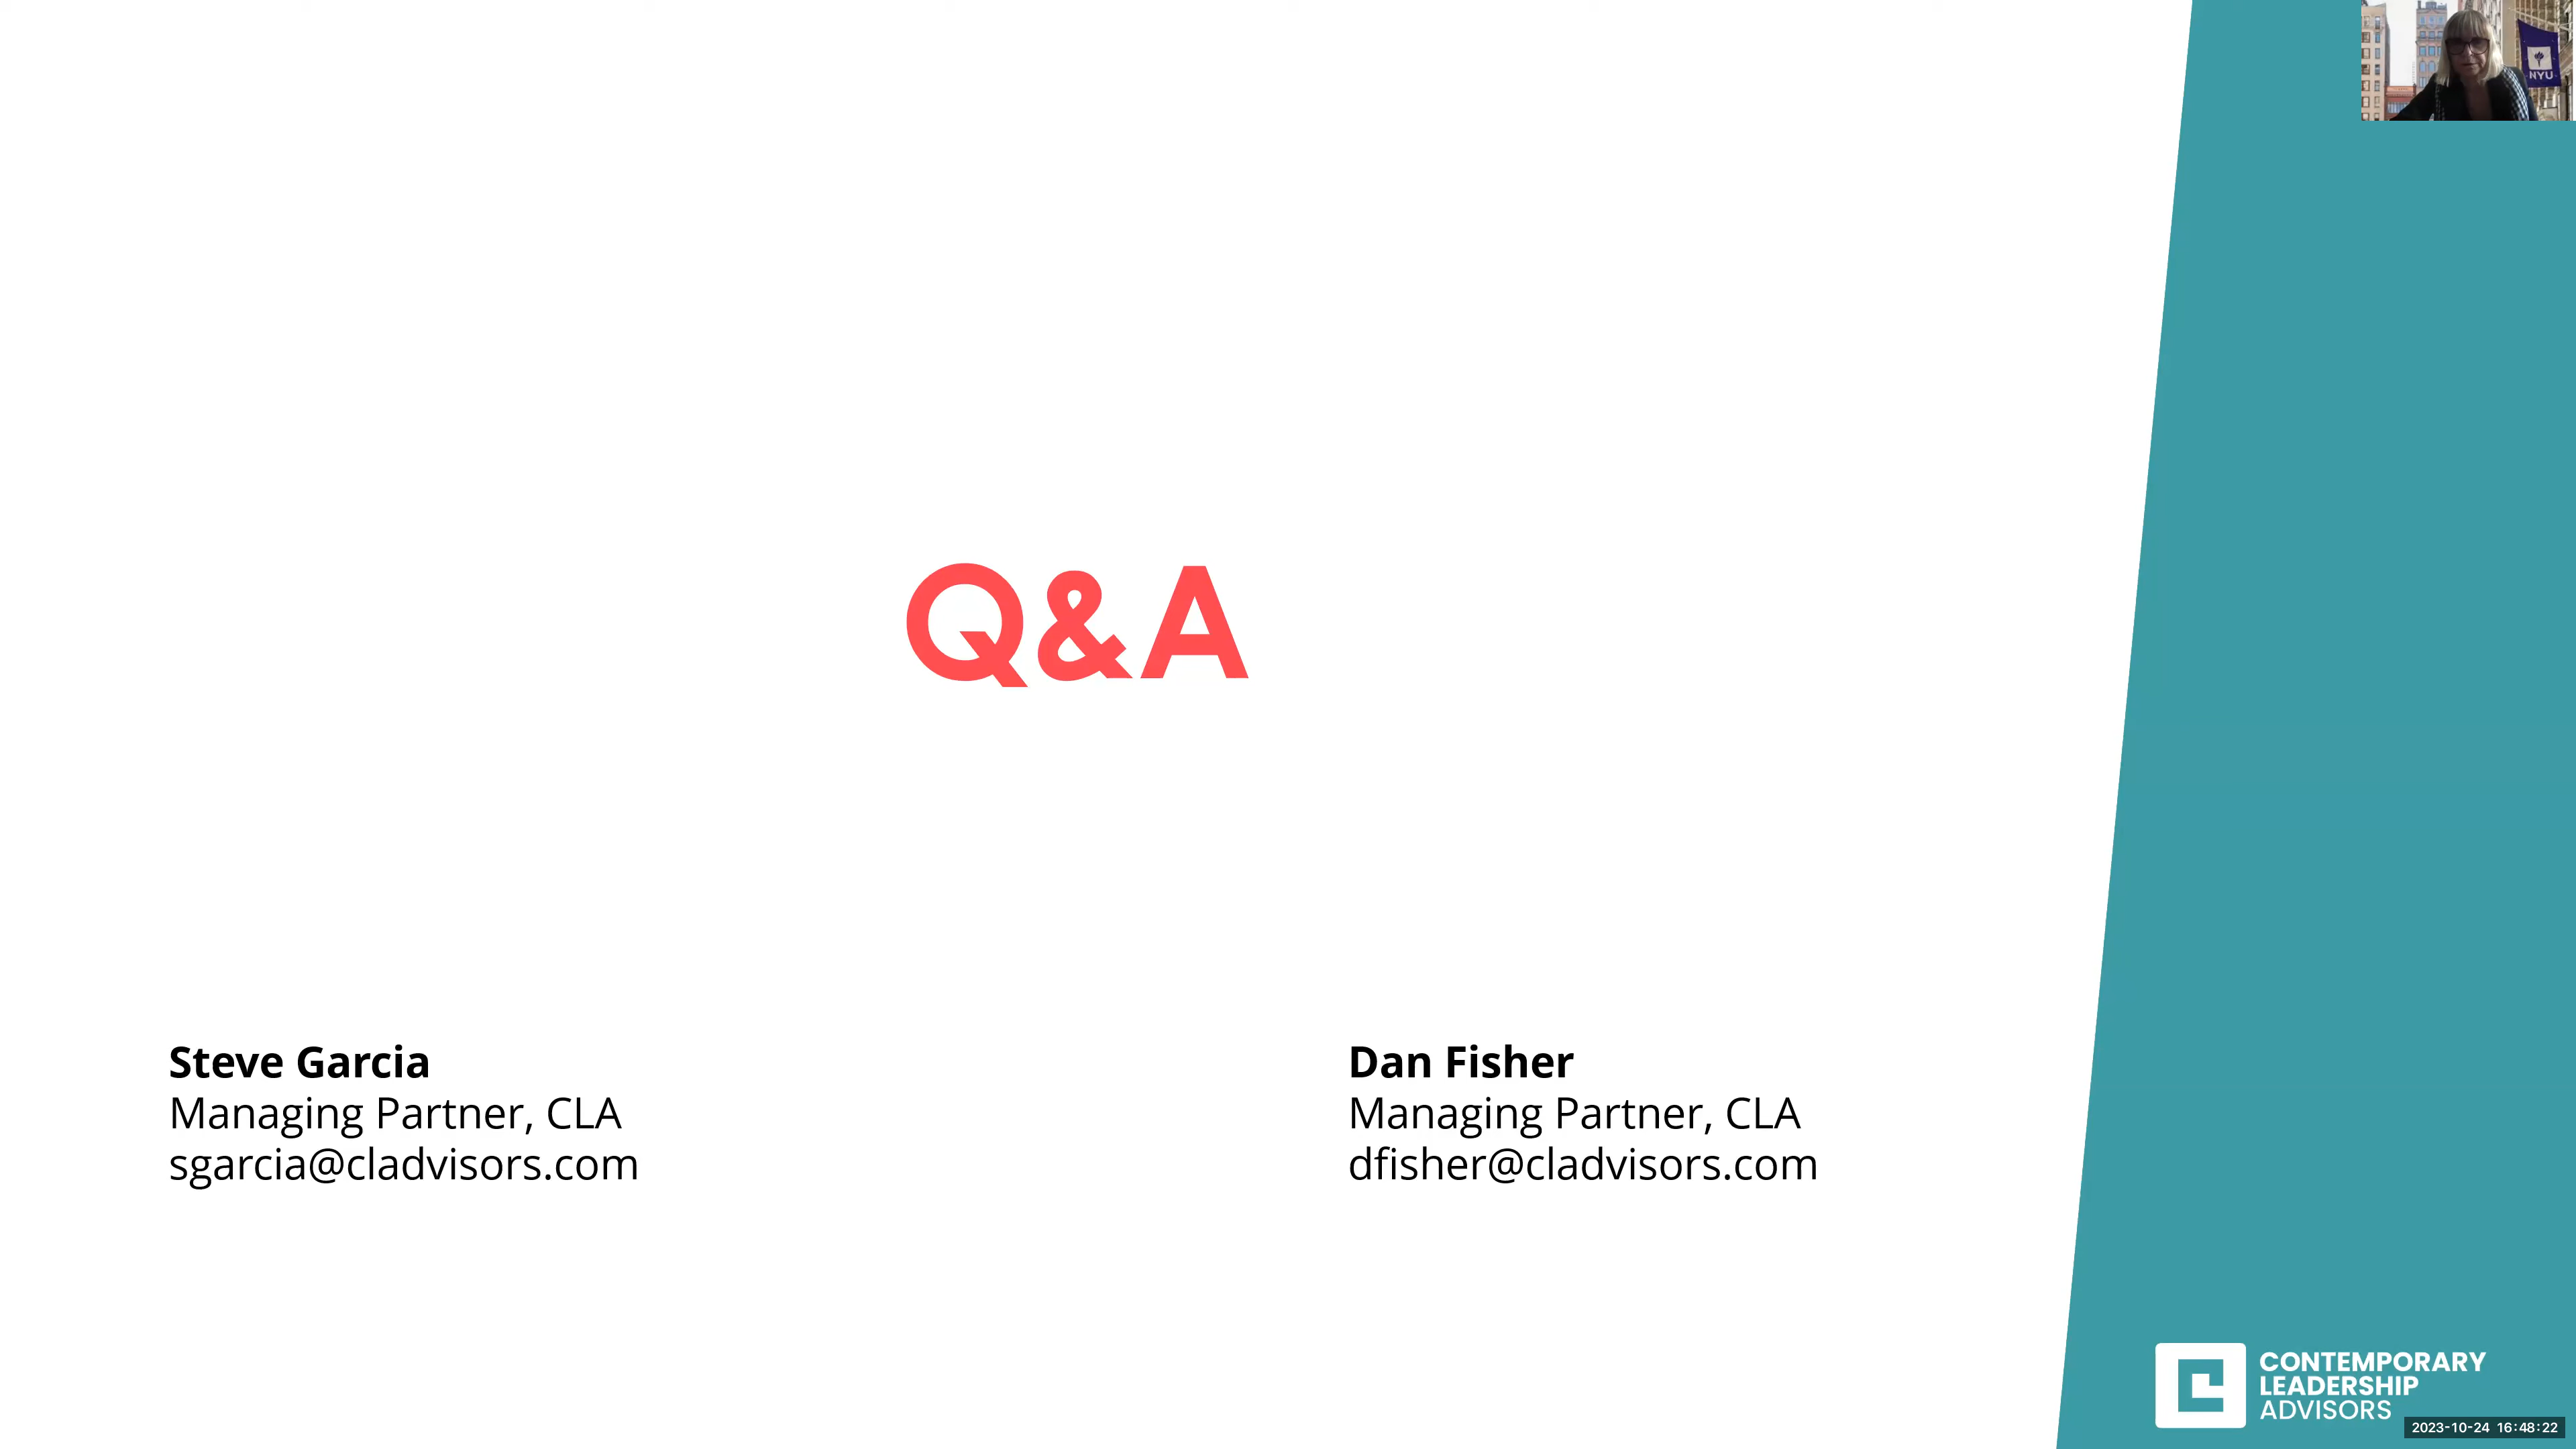 NYU
Q&A
Steve Garcia
Managing Partner, CLA
sgarcia@cladvisors.com
Dan Fisher
Managing Partner, CLA
dfisher@cladvisors.com
CONTEMPORARY
LEADERSHIP
ADVISORS
2023-10-24 16:48:22